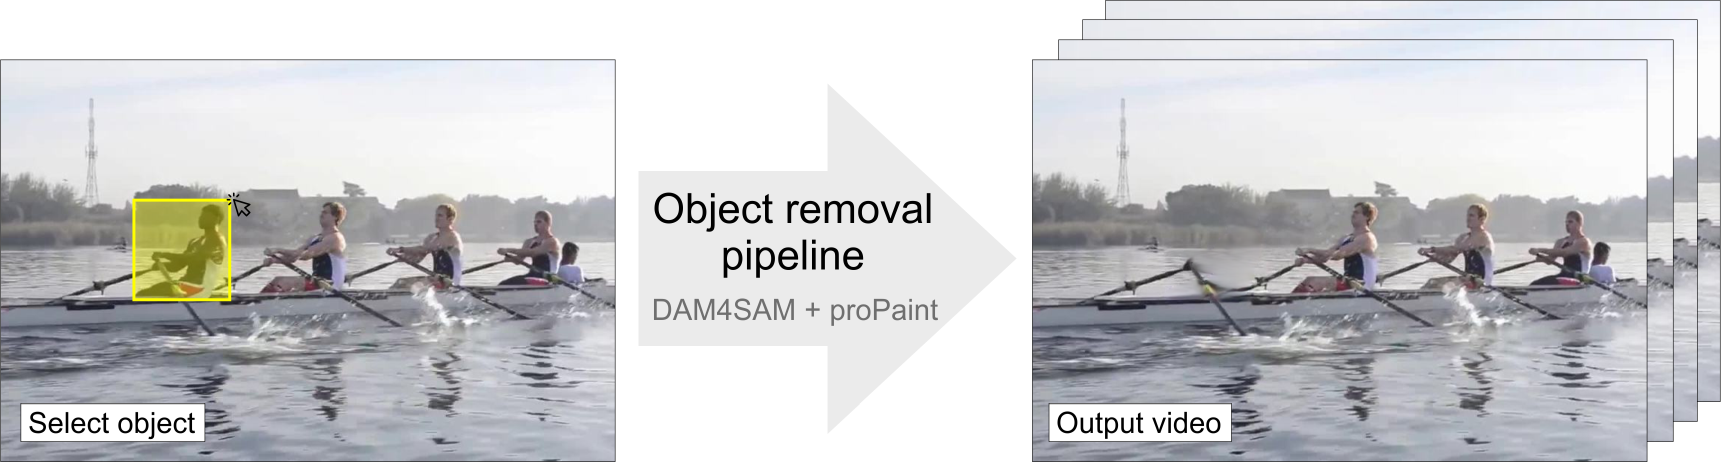 Select object
Object removal
pipeline
DAM4SAM + proPaint
Output video